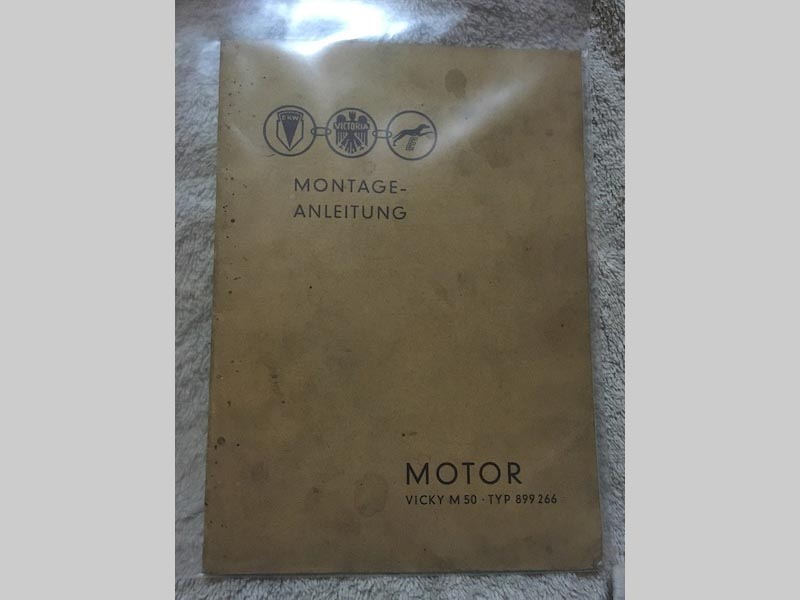 DKW VICTORIA E
MONTAGE-
ANLEITUNG
MOTOR
VICKY M 50 · TYP 899 266